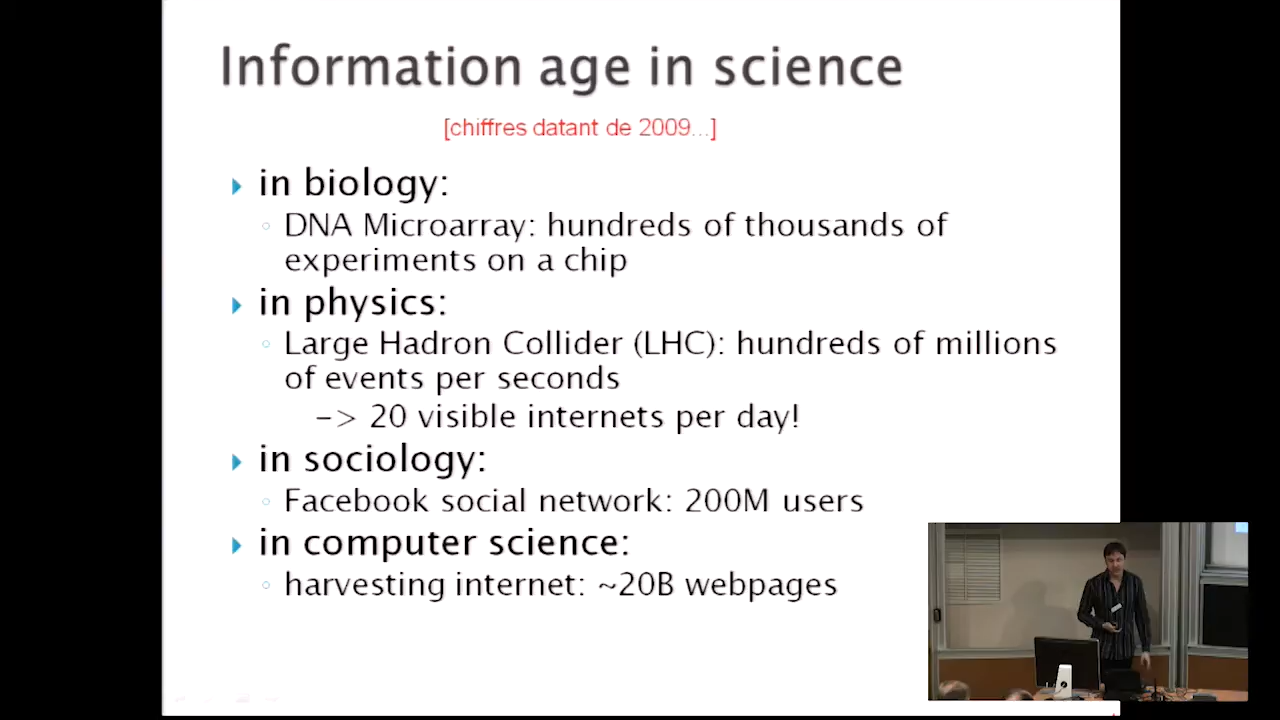 Information age in science
[chiffres datant de 2009...]
in biology:
DNA Microarray: hundreds of thousands of
experiments on a chip
in physics:
Large Hadron Collider (LHC): hundreds of millions
of events per seconds
-> 20 visible internets per day!
in sociology:
Facebook social network: 200M users
in computer science:
harvesting internet: ~20B webpages